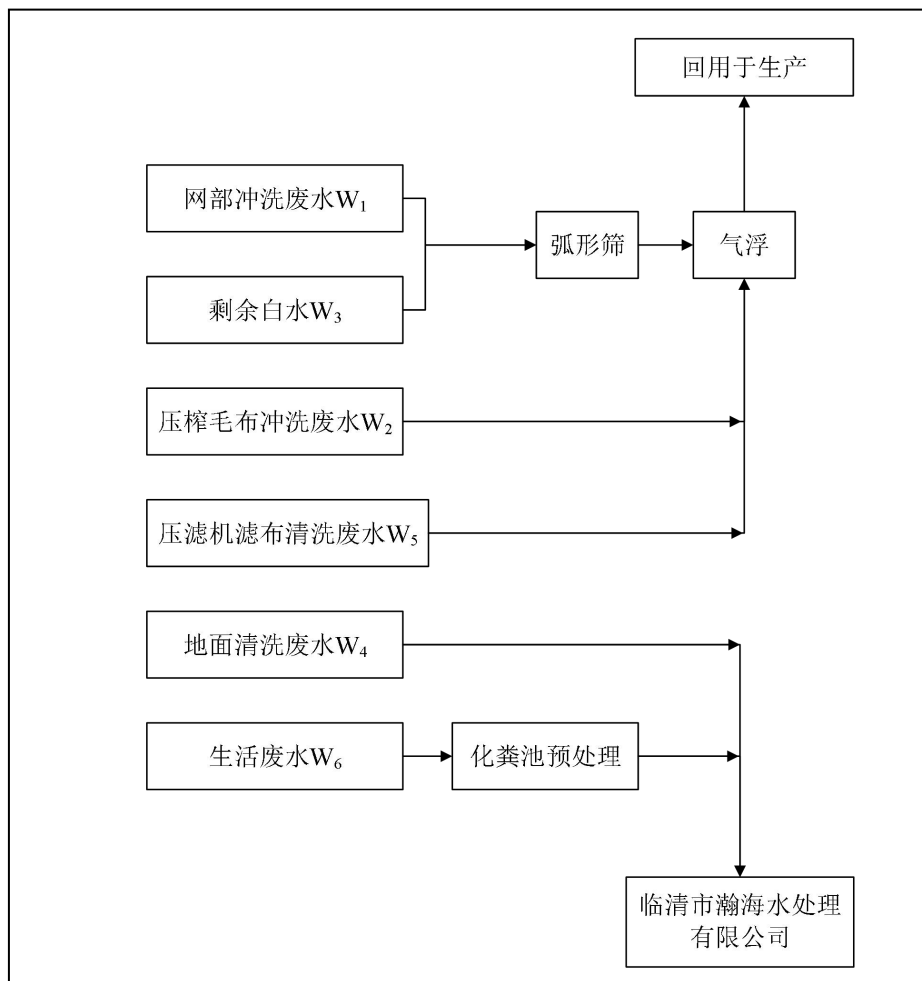 回用于生产
网部冲洗废水W₁
弧形筛
气浮
剩余白水W₃
压榨毛布冲洗废水W₂
压滤机滤布清洗废水W₅
地面清洗废水W₄
生活废水W₆
化粪池预处理
临清市瀚海水处理
有限公司